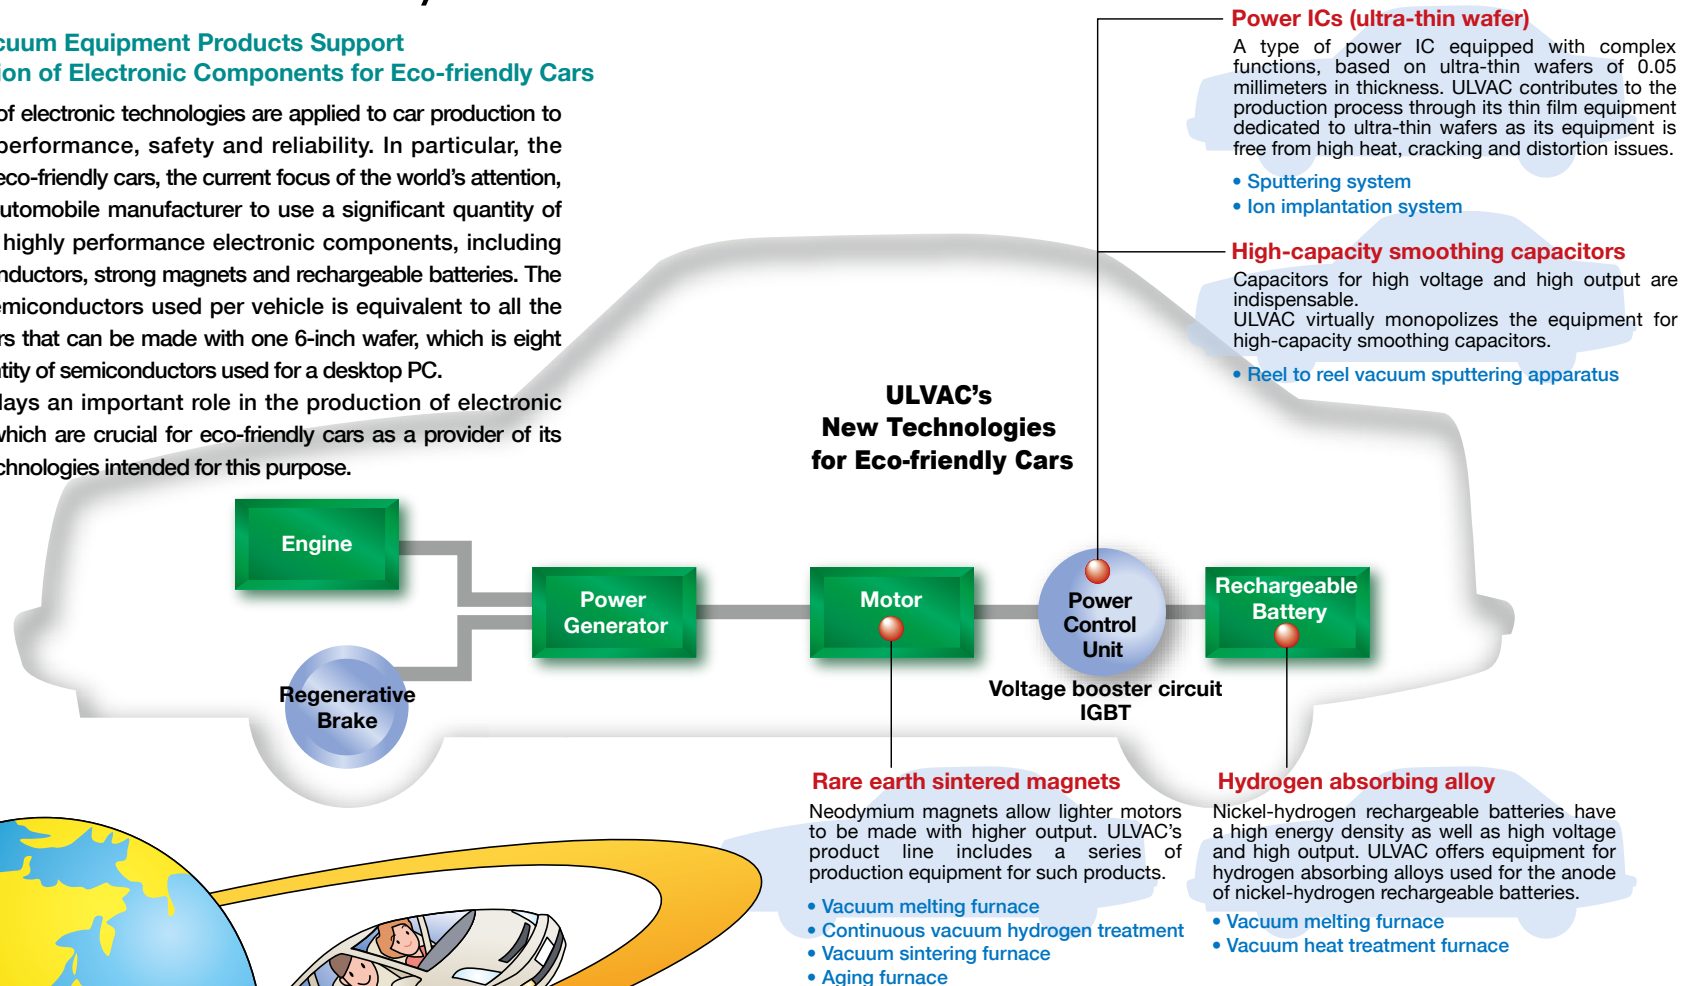 cuum Equipment Products Support
ion of Electronic Components for Eco-friendly Cars
of electronic technologies are applied to car production to
performance, safety and reliability. In particular, the
eco-friendly cars, the current focus of the world's attention,
utomobile manufacturer to use a significant quantity of
highly performance electronic components, including
nductors, strong magnets and rechargeable batteries. The
emiconductors used per vehicle is equivalent to all the
rs that can be made with one 6-inch wafer, which is eight
ntity of semiconductors used for a desktop PC.
lays an important role in the production of electronic
which are crucial for eco-friendly cars as a provider of its
chnologies intended for this purpose.
Power ICs (ultra-thin wafer)
A type of power IC equipped with complex
functions, based on ultra-thin wafers of 0.05
millimeters in thickness. ULVAC contributes to the
production process through its thin film equipment
dedicated to ultra-thin wafers as its equipment is
free from high heat, cracking and distortion issues.
• Sputtering system
• Ion implantation system
High-capacity smoothing capacitors
Capacitors for high voltage and high output are
indispensable.
ULVAC virtually monopolizes the equipment for
high-capacity smoothing capacitors.
• Reel to reel vacuum sputtering apparatus
ULVAC's
New Technologies
for Eco-friendly Cars
Engine
Power
Generator
Motor
Power
Control
Unit
Rechargeable
Battery
Regenerative
Brake
Voltage booster circuit
IGBT
Rare earth sintered magnets
Neodymium magnets allow lighter motors
to be made with higher output. ULVAC's
product line includes a series of
production equipment for such products.
• Vacuum melting furnace
• Continuous vacuum hydrogen treatment
• Vacuum sintering furnace
• Aging furnace
Hydrogen absorbing alloy
Nickel-hydrogen rechargeable batteries have
a high energy density as well as high voltage
and high output. ULVAC offers equipment for
hydrogen absorbing alloys used for the anode
of nickel-hydrogen rechargeable batteries.
• Vacuum melting furnace
• Vacuum heat treatment furnace